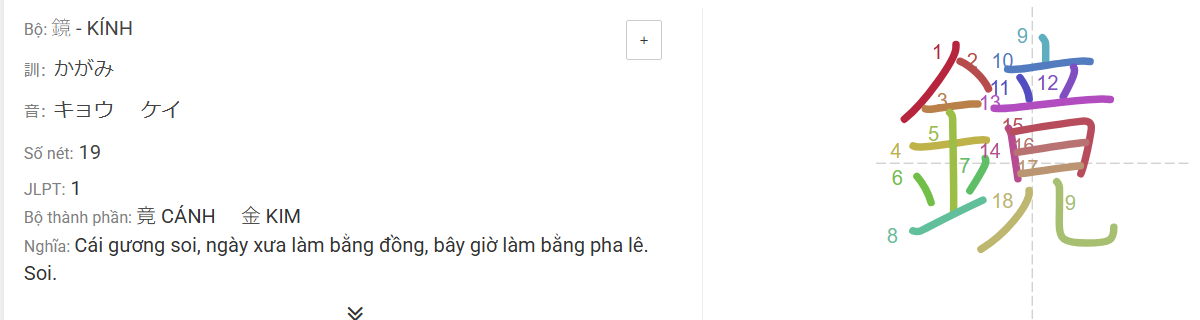 Bộ: 鏡 - KÍNH
+
訓: かがみ
音: キョウ ケイ
Số nét: 19
JLPT: 1
Bộ thành phần: 竟 CÁNH 金 KIM
Nghĩa: Cái gương soi, ngày xưa làm bằng đồng, bây giờ làm bằng pha lê.
Soi.
鏡
1
2
3
4
5
6
7
8
9
10
11
12
13
14
15
16
17
18
9